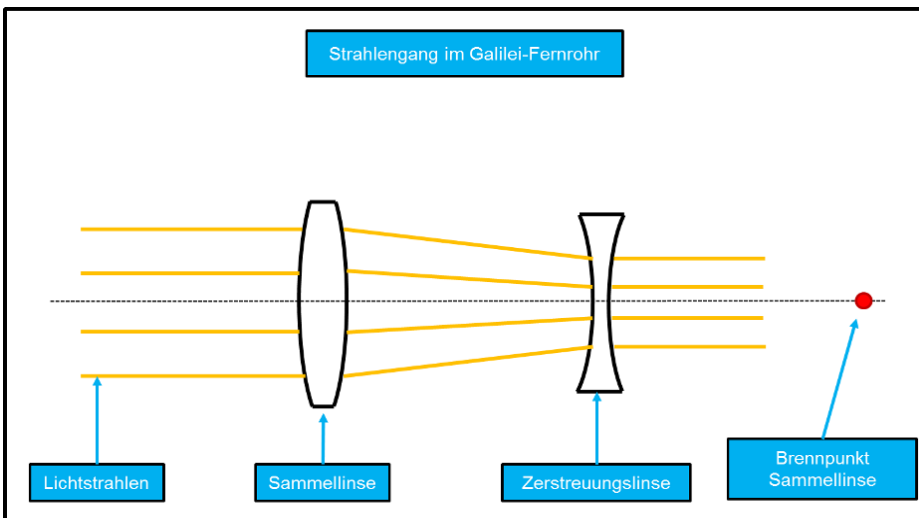 Strahlengang im Galilei-Fernrohr
Lichtstrahlen
Sammellinse
Zerstreuungslinse
Brennpunkt
Sammellinse